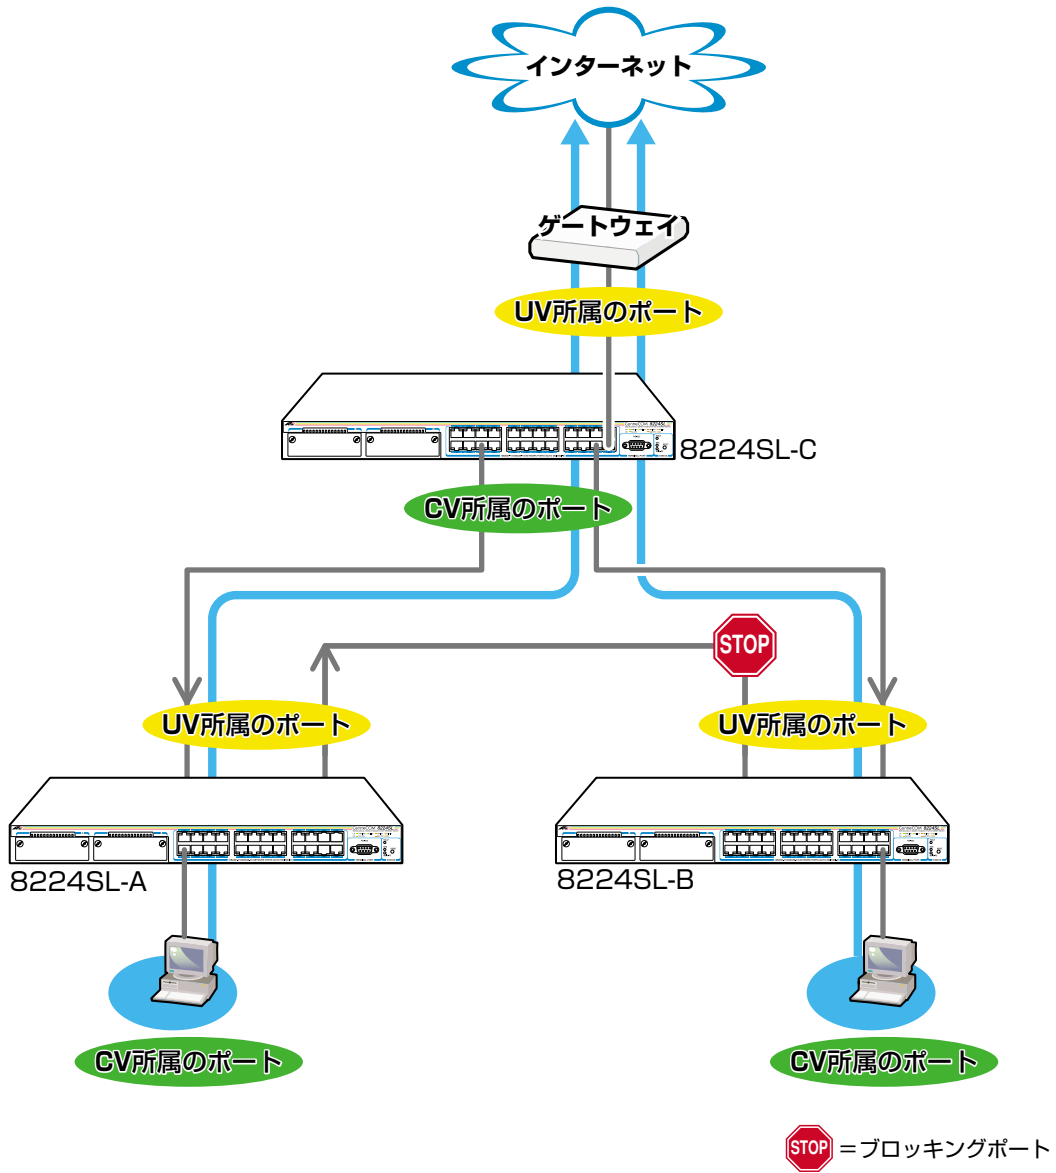 インターネット
ゲートウェイ
UV所属のポート
8224SL-C
CV所属のポート
STOP
UV所属のポート
UV所属のポート
8224SL-A
8224SL-B
CV所属のポート
CV所属のポート
STOP =ブロッキングポート